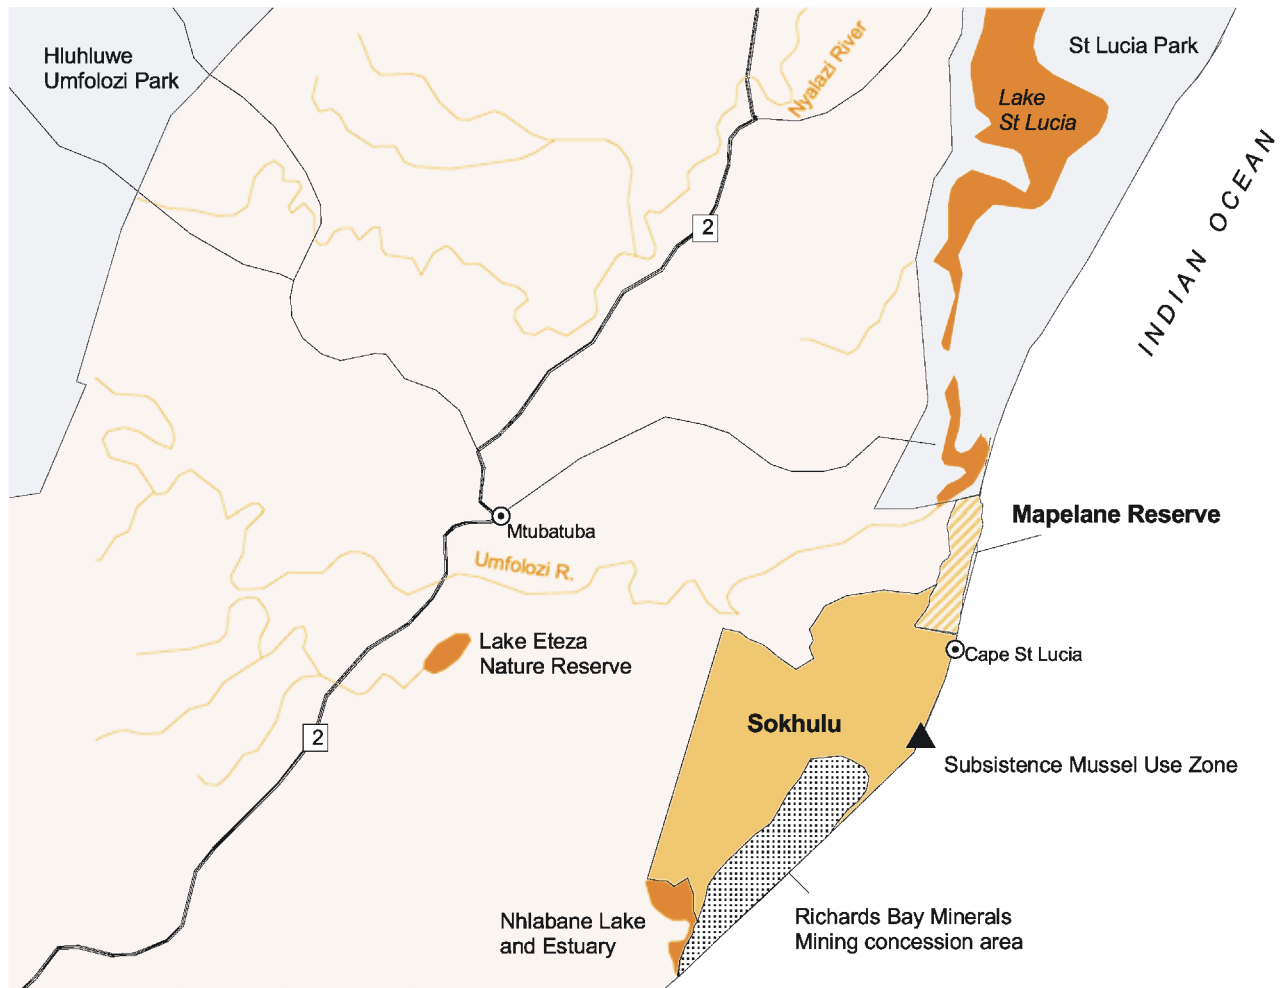 Hluhluwe
Umfolozi Park
Nyalazi River
St Lucia Park
Lake
St Lucia
INDIAN OCEAN
2
Mapelane Reserve
Mtubatuba
Umfolozi R.
Lake Eteza
Nature Reserve
Cape St Lucia
Sokhulu
2
Subsistence Mussel Use Zone
Nhlabane Lake
and Estuary
Richards Bay Minerals
Mining concession area